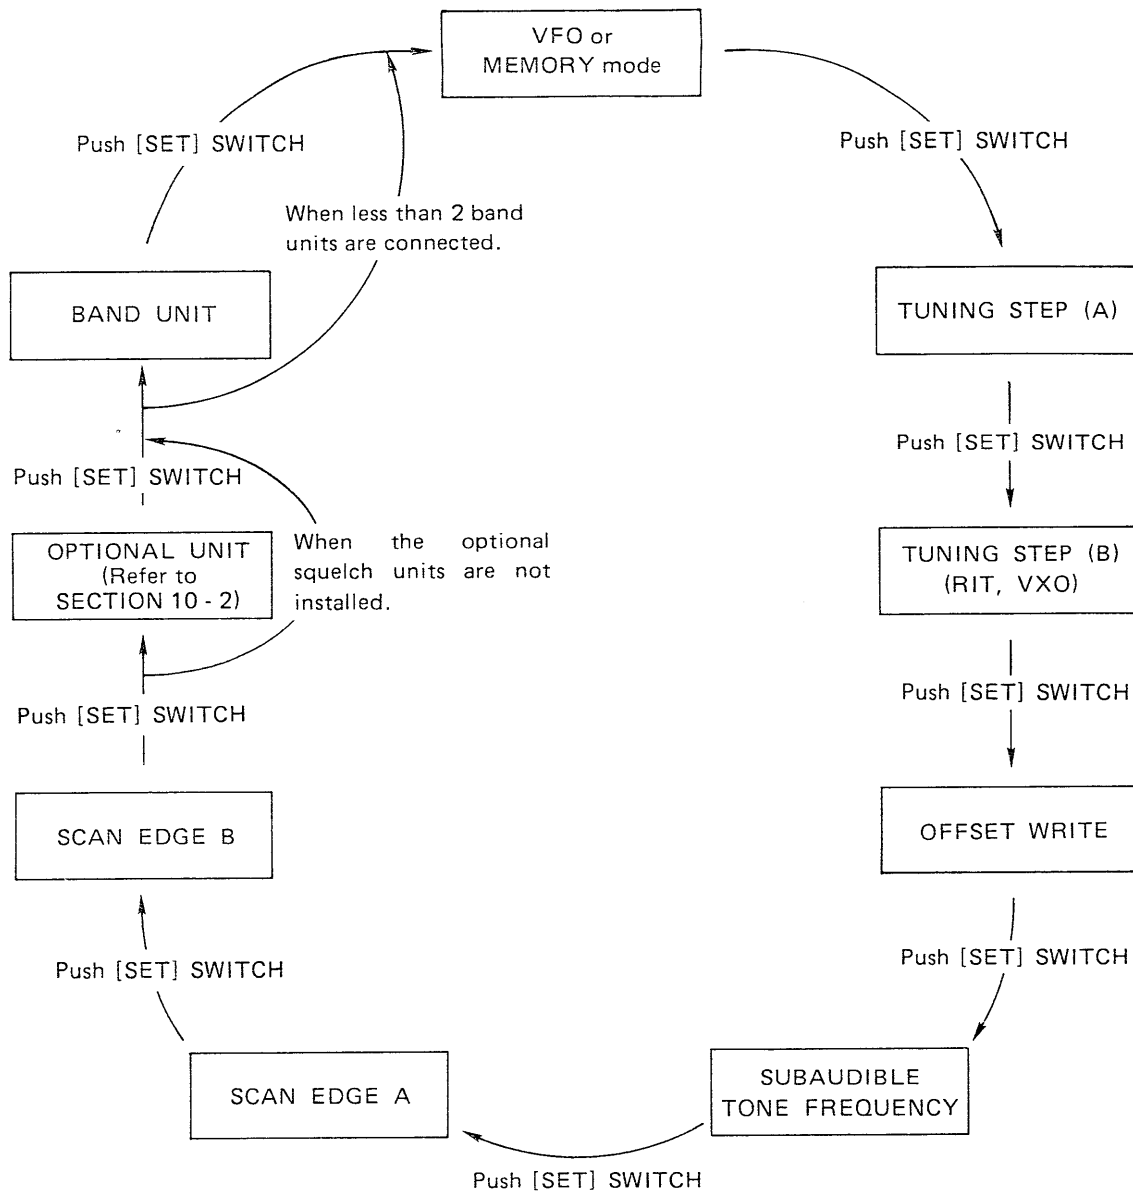 VFO or
MEMORY mode
Push [SET] SWITCH
Push [SET] SWITCH
When less than 2 band
units are connected.
BAND UNIT
TUNING STEP (A)
Push [SET] SWITCH
Push [SET] SWITCH
OPTIONAL UNIT
(Refer to
SECTION 10 - 2)
When the optional
squelch units are not
installed.
TUNING STEP (B)
(RIT, VXO)
Push [SET] SWITCH
Push [SET] SWITCH
SCAN EDGE B
OFFSET WRITE
Push [SET] SWITCH
Push [SET] SWITCH
SCAN EDGE A
SUBAUDIBLE
TONE FREQUENCY
Push [SET] SWITCH